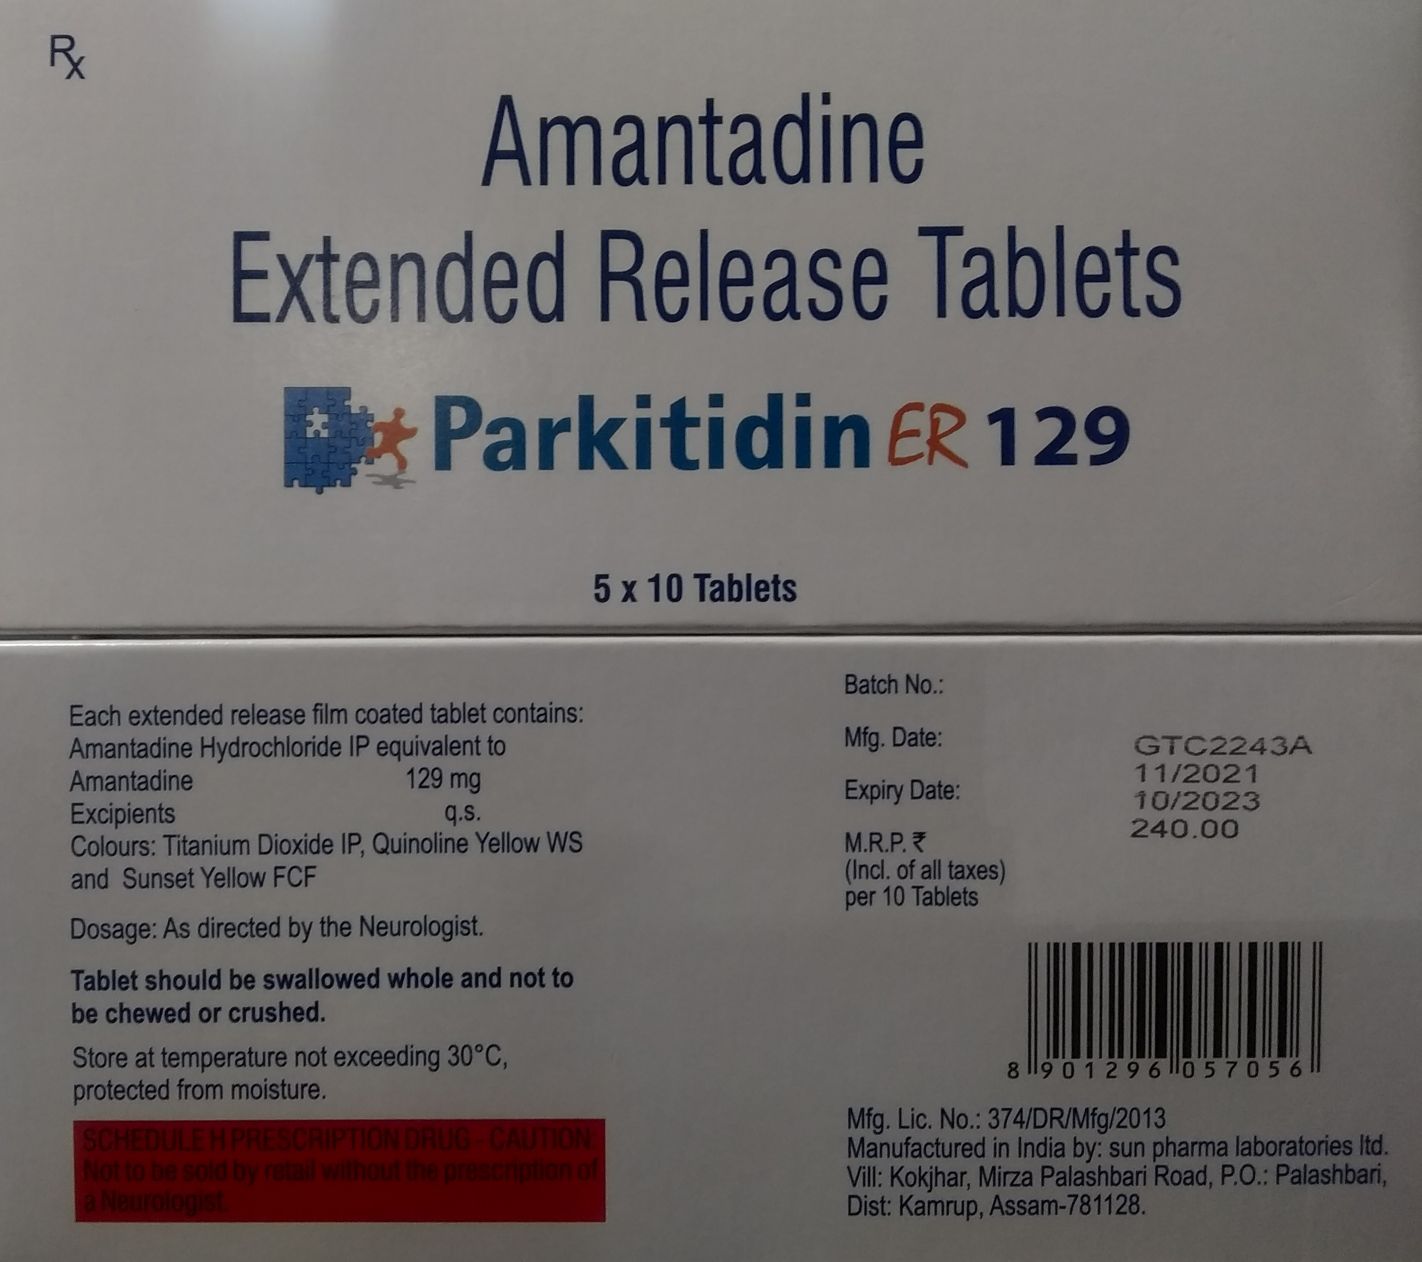 Rx
Amantadine
Extended Release Tablets
Parkitidin ER 129
5 x 10 Tablets
Each extended release film coated tablet contains:
Amantadine Hydrochloride IP equivalent to
Amantadine 129 mg
Excipients q.s.
Colours: Titanium Dioxide IP, Quinoline Yellow WS
and Sunset Yellow FCF
Dosage: As directed by the Neurologist.
Tablet should be swallowed whole and not to
be chewed or crushed.
Store at temperature not exceeding 30°C,
protected from moisture.
SCHEDULE H PRESCRIPTION DRUG - CAUTION:
Not to be sold by retail without the prescription of
a Neurologist.
Batch No.:
Mfg. Date:
Expiry Date:
M.R.P. ₹
(Incl. of all taxes)
per 10 Tablets
GTC2243A
11/2021
10/2023
240.00
8 901296 057056
Mfg. Lic. No.: 374/DR/Mfg/2013
Manufactured in India by: sun pharma laboratories ltd.
Vill: Kokjhar, Mirza Palashbari Road, P.O.: Palashbari,
Dist: Kamrup, Assam-781128.